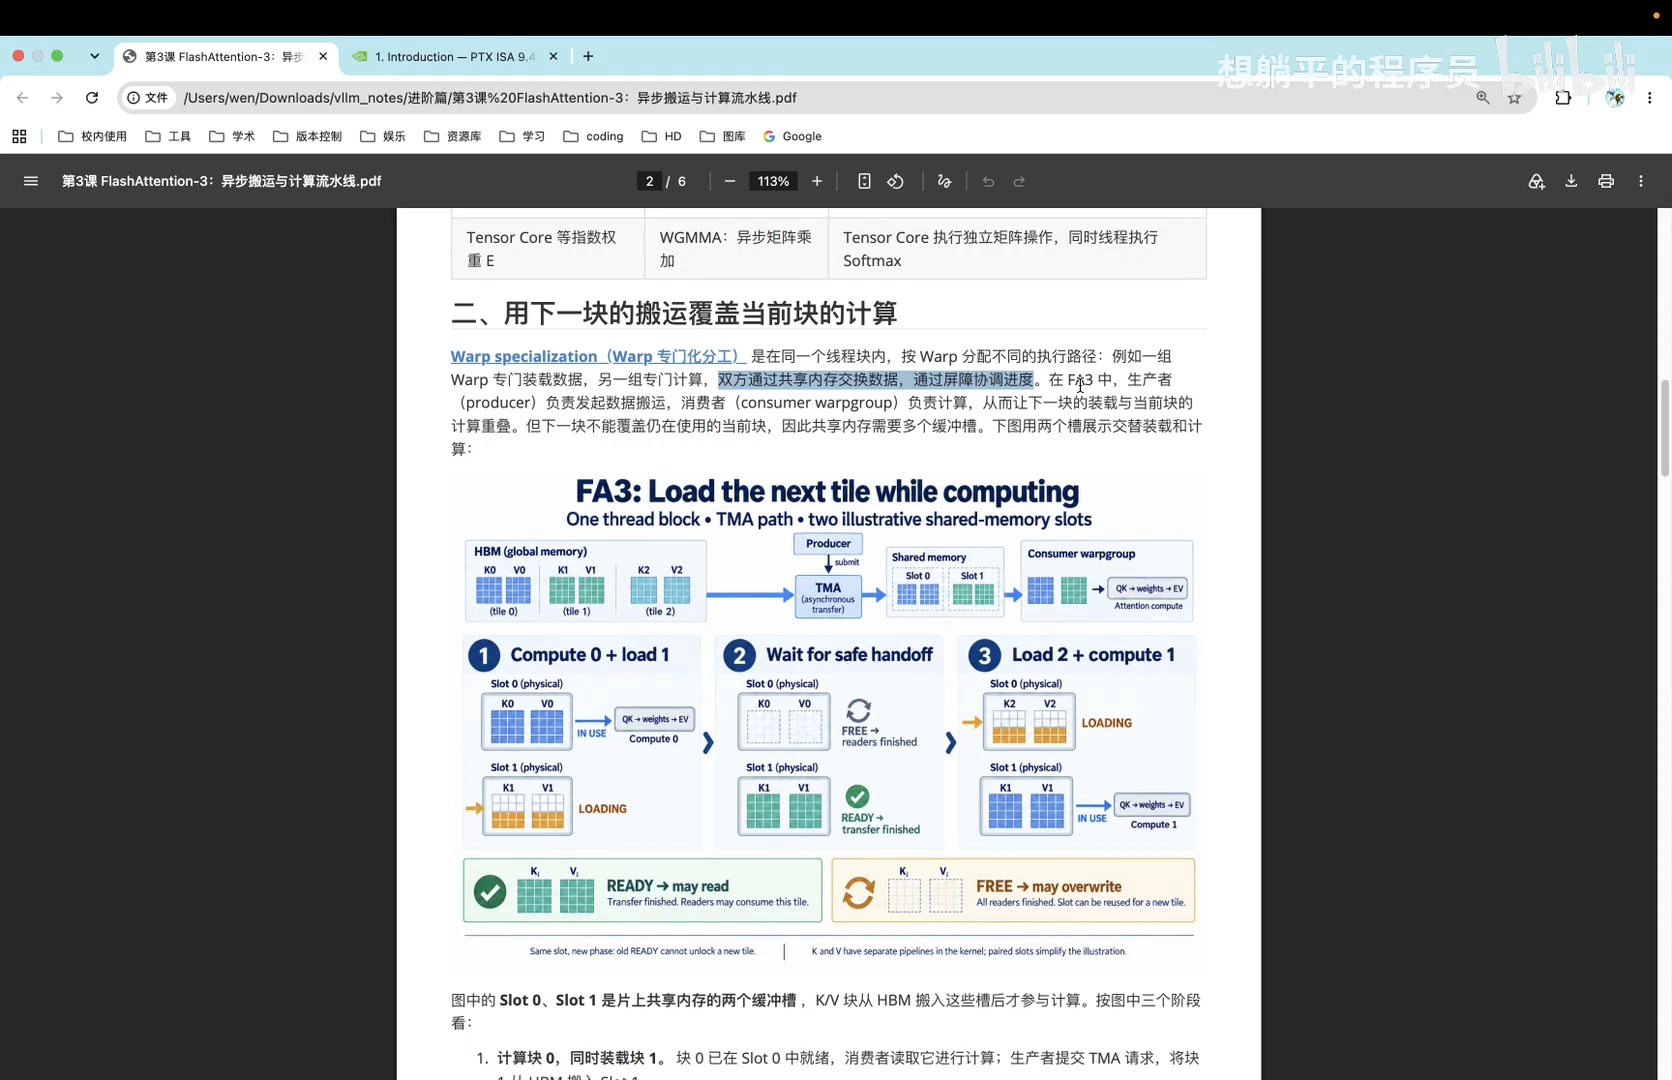 第3课 FlashAttention-3：异步
1. Introduction — PTX ISA 9.4
想躺平的程序员
bilibili
文件
/Users/wen/Downloads/vllm_notes/进阶篇/第3课%20FlashAttention-3：异步搬运与计算流水线.pdf
校内使用
工具
学术
版本控制
娱乐
资源库
学习
coding
HD
图库
Google
第3课 FlashAttention-3：异步搬运与计算流水线.pdf
2 / 6
113%
Tensor Core 等指数权
重 E
WGMMA：异步矩阵乘
加
Tensor Core 执行独立矩阵操作，同时线程执行
Softmax
二、用下一块的搬运覆盖当前块的计算
Warp specialization（Warp 专门化分工） 是在同一个线程块内，按 Warp 分配不同的执行路径：例如一组
Warp 专门装载数据，另一组专门计算，双方通过共享内存交换数据，通过屏障协调进度。在 FA3 中，生产者
（producer）负责发起数据搬运，消费者（consumer warpgroup）负责计算，从而让下一块的装载与当前块的
计算重叠。但下一块不能覆盖仍在使用的当前块，因此共享内存需要多个缓冲槽。下图用两个槽展示交替装载和计
算：
FA3: Load the next tile while computing
One thread block • TMA path • two illustrative shared-memory slots
HBM (global memory)
K0 V0
K1 V1
K2 V2
(tile 0)
(tile 1)
(tile 2)
Producer
submit
TMA
(asynchronous
transfer)
Shared memory
Slot 0
Slot 1
Consumer warpgroup
QK → weights → EV
Attention compute
1 Compute 0 + load 1
Slot 0 (physical)
K0 V0
IN USE
QK → weights → EV
Compute 0
Slot 1 (physical)
K1 V1
LOADING
2 Wait for safe handoff
Slot 0 (physical)
K0 V0
FREE →
readers finished
Slot 1 (physical)
K1 V1
READY →
transfer finished
3 Load 2 + compute 1
Slot 0 (physical)
K2 V2
LOADING
Slot 1 (physical)
K1 V1
IN USE
QK → weights → EV
Compute 1
Ki Vi
READY → may read
Transfer finished. Readers may consume this tile.
Ki Vi
FREE → may overwrite
All readers finished. Slot can be reused for a new tile.
Same slot, new phase: old READY cannot unlock a new tile.
K and V have separate pipelines in the kernel; paired slots simplify the illustration.
图中的 Slot 0、Slot 1 是片上共享内存的两个缓冲槽，K/V 块从 HBM 搬入这些槽后才参与计算。按图中三个阶段
看：
1. 计算块 0，同时装载块 1。 块 0 已在 Slot 0 中就绪，消费者读取它进行计算；生产者提交 TMA 请求，将块
1 从 HBM 搬入 Slot 1